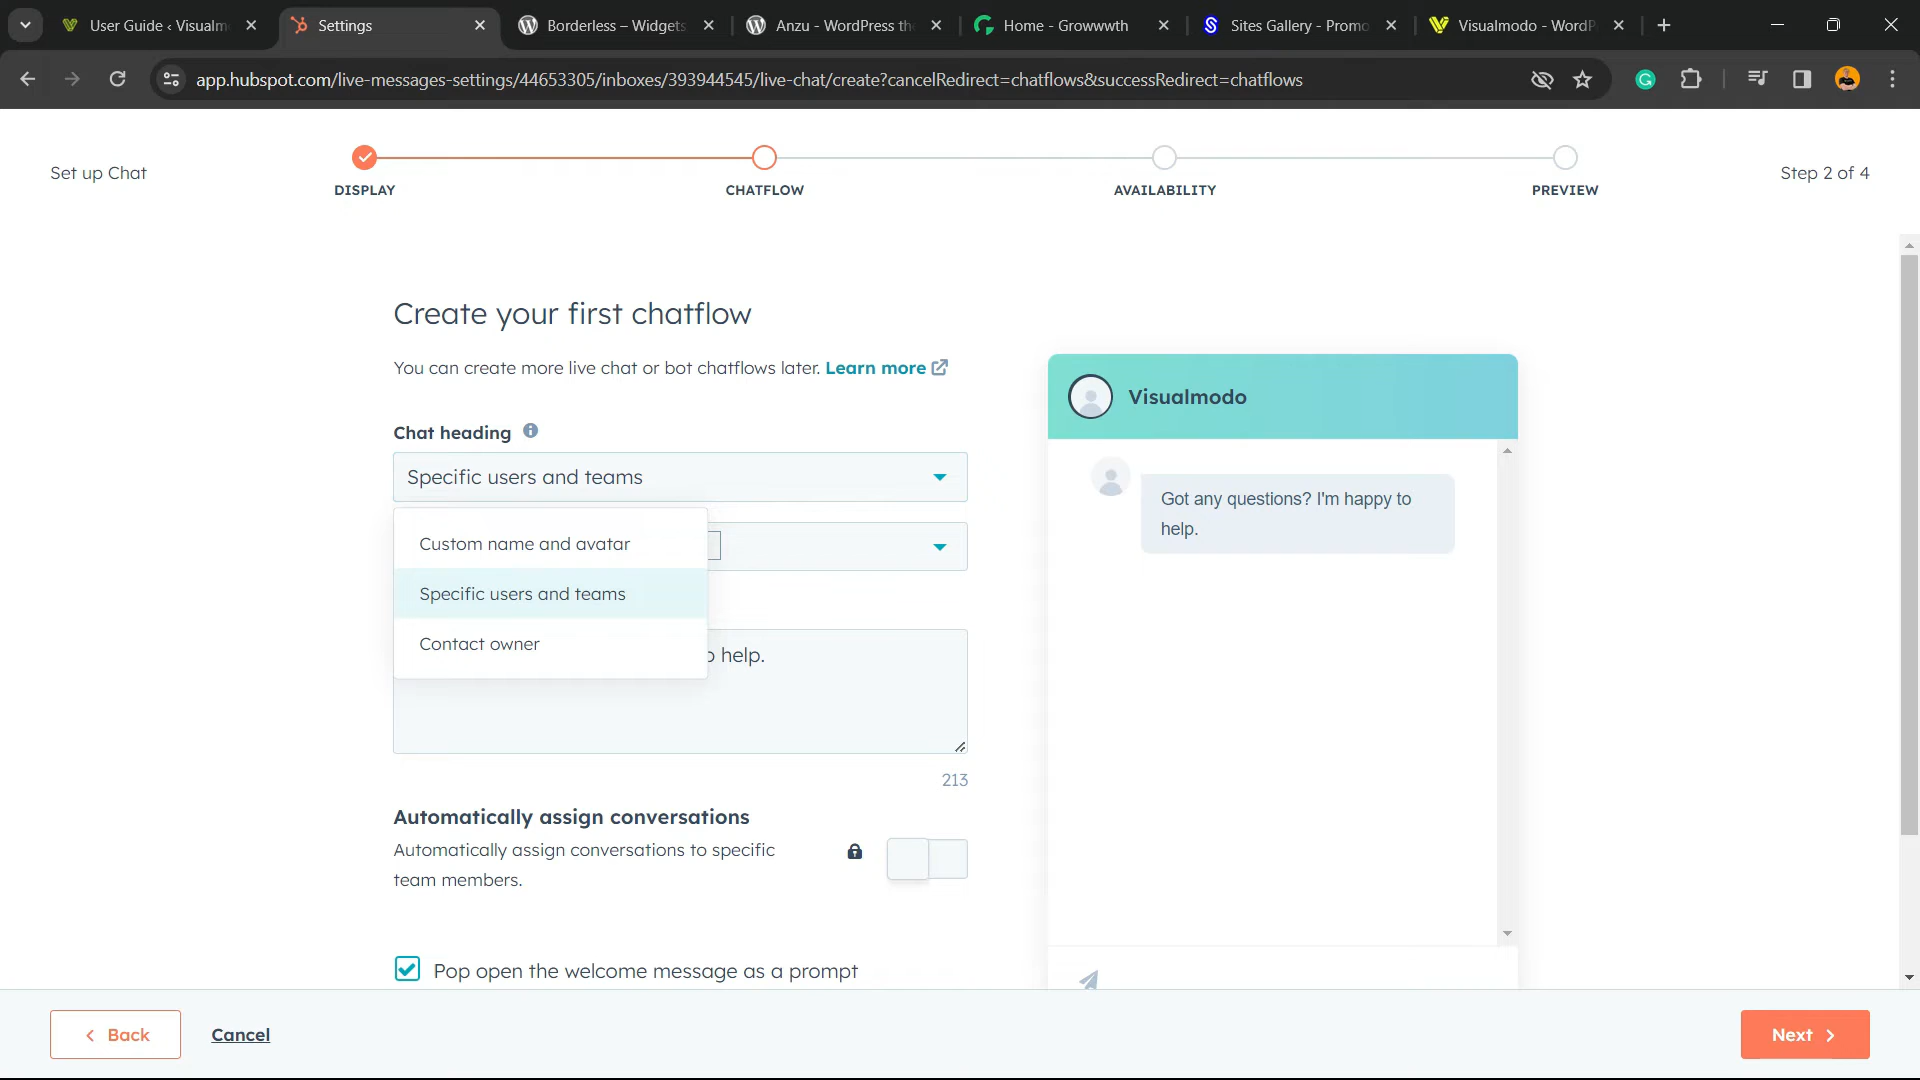 User Guide ‹ Visualm
Settings
Borderless – Widgets
Anzu - WordPress th
Home - Growwwth
Sites Gallery - Promo
Visualmodo - WordP
app.hubspot.com/live-messages-settings/44653305/inboxes/393944545/live-chat/create?cancelRedirect=chatflows&successRedirect=chatflows
Set up Chat
DISPLAY
CHATFLOW
AVAILABILITY
PREVIEW
Step 2 of 4
Create your first chatflow
You can create more live chat or bot chatflows later. Learn more
Chat heading
Specific users and teams
Custom name and avatar
Specific users and teams
Contact owner
o help.
213
Automatically assign conversations
Automatically assign conversations to specific
team members.
Pop open the welcome message as a prompt
Visualmodo
Got any questions? I'm happy to
help.
Back
Cancel
Next